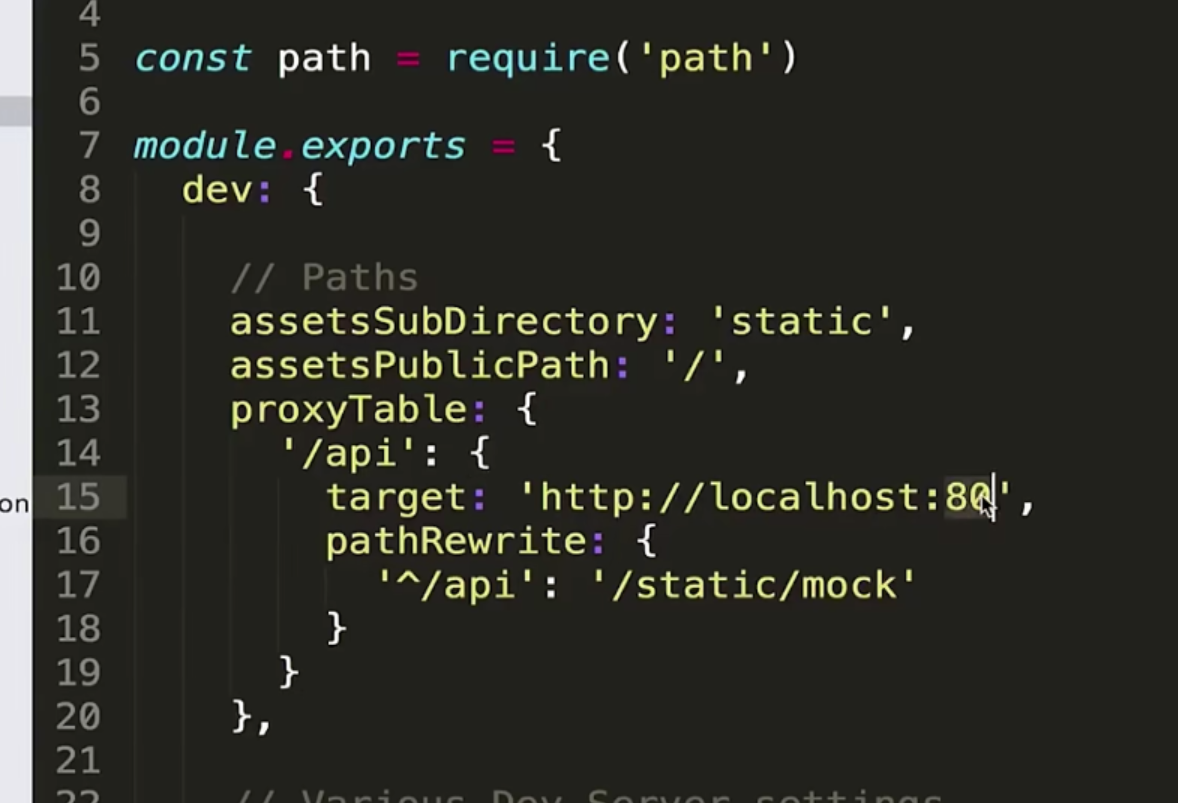 4
5 const path = require('path')
6
7 module.exports = {
8 dev: {
9
10 // Paths
11 assetsSubDirectory: 'static',
12 assetsPublicPath: '/',
13 proxyTable: {
14 '/api': {
on
15 target: 'http://localhost:80',
16 pathRewrite: {
17 '^/api': '/static/mock'
18 }
19 }
20 },
21
22 // Various Dev Server settings